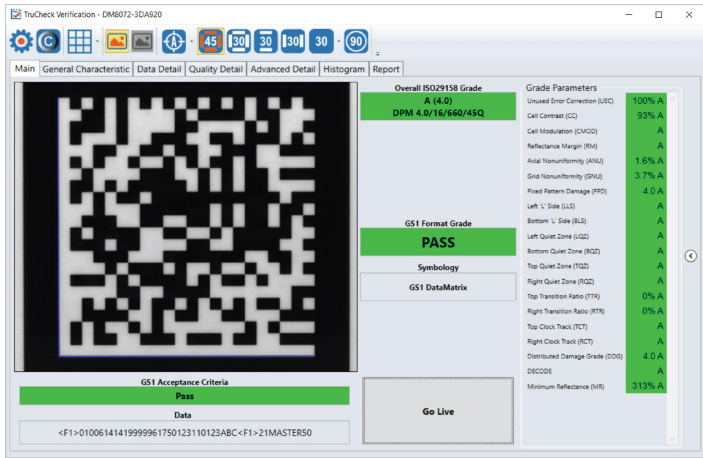 TruCheck Verification - DM8072-3DA920
45 30 30 30 30 90
Main General Characteristic Data Detail Quality Detail Advanced Detail Histogram Report
Overall ISO29158 Grade
A (4.0)
DPM 4.0/16/660/45Q
GS1 Format Grade
PASS
Symbology
GS1 DataMatrix
Grade Parameters
Unused Error Correction (UEC) 100% A
Cell Contrast (CC) 93% A
Cell Modulation (CMOD) A
Reflectance Margin (RM) A
Axial Nonuniformity (ANU) 1.6% A
Grid Nonuniformity (GNU) 3.7% A
Fixed Pattern Damage (FPD) 4.0 A
Left 'L' Side (LLS) A
Bottom 'L' Side (BLS) A
Left Quiet Zone (LQZ) A
Bottom Quiet Zone (BQZ) A
Top Quiet Zone (TQZ) A
Right Quiet Zone (RQZ) A
Top Transition Ratio (TTR) 0% A
Right Transition Ratio (RTR) 0% A
Top Clock Track (TCT) A
Right Clock Track (RCT) A
Distributed Damage Grade (DDG) 4.0 A
DECODE A
Minimum Reflectance (MR) 313% A
GS1 Acceptance Criteria
Pass
Data
<F1>01006141419999961750123110123ABC<F1>21MASTER50
Go Live